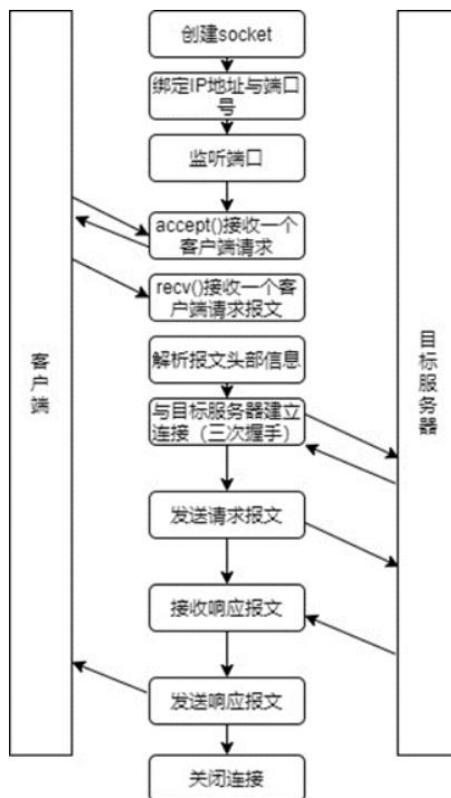 创建socket
绑定IP地址与端口
号
监听端口
accept()接收一个
客户端请求
recv()接收一个客
户端请求报文
解析报文头部信息
与目标服务器建立
连接（三次握手）
发送请求报文
接收响应报文
发送响应报文
关闭连接
客户端
目标服务器